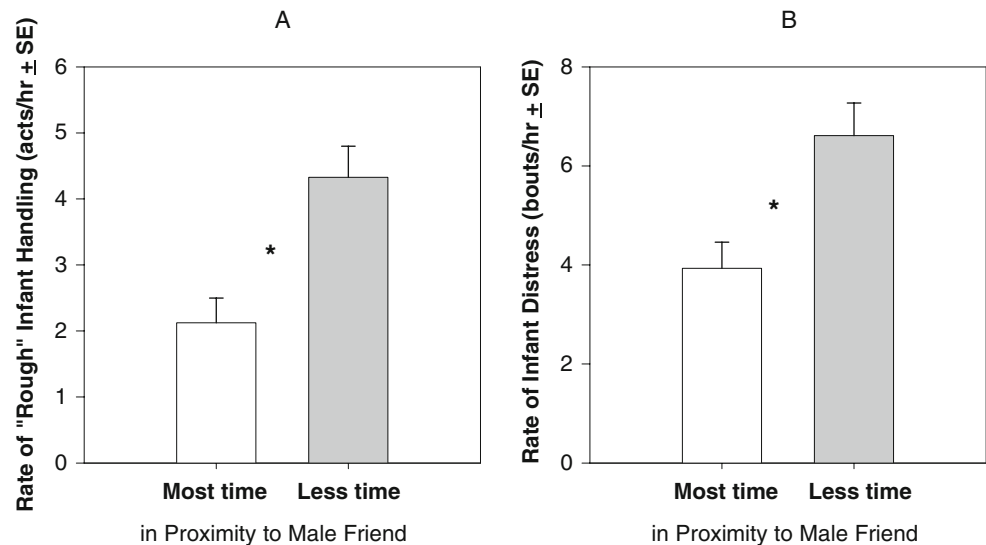 A
Rate of "Rough" Infant Handling (acts/hr ± SE)
6
5
4
3
2
1
0
*
Most time Less time
in Proximity to Male Friend
B
Rate of Infant Distress (bouts/hr ± SE)
8
6
4
2
0
*
Most time Less time
in Proximity to Male Friend